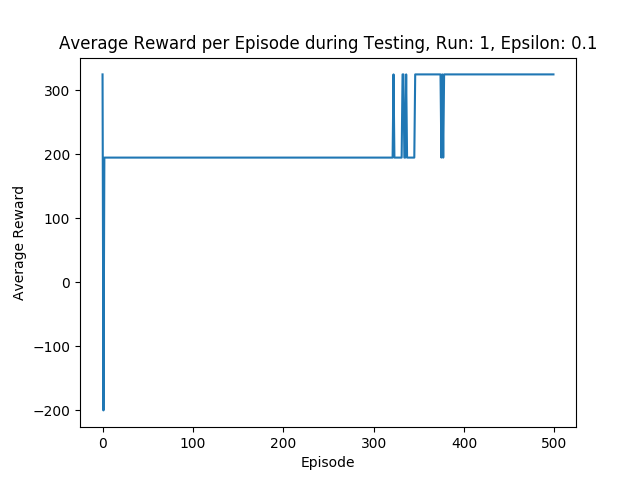 Average Reward per Episode during Testing, Run: 1, Epsilon: 0.1
Average Reward
300
200
100
0
−100
−200
0 100 200 300 400 500
Episode